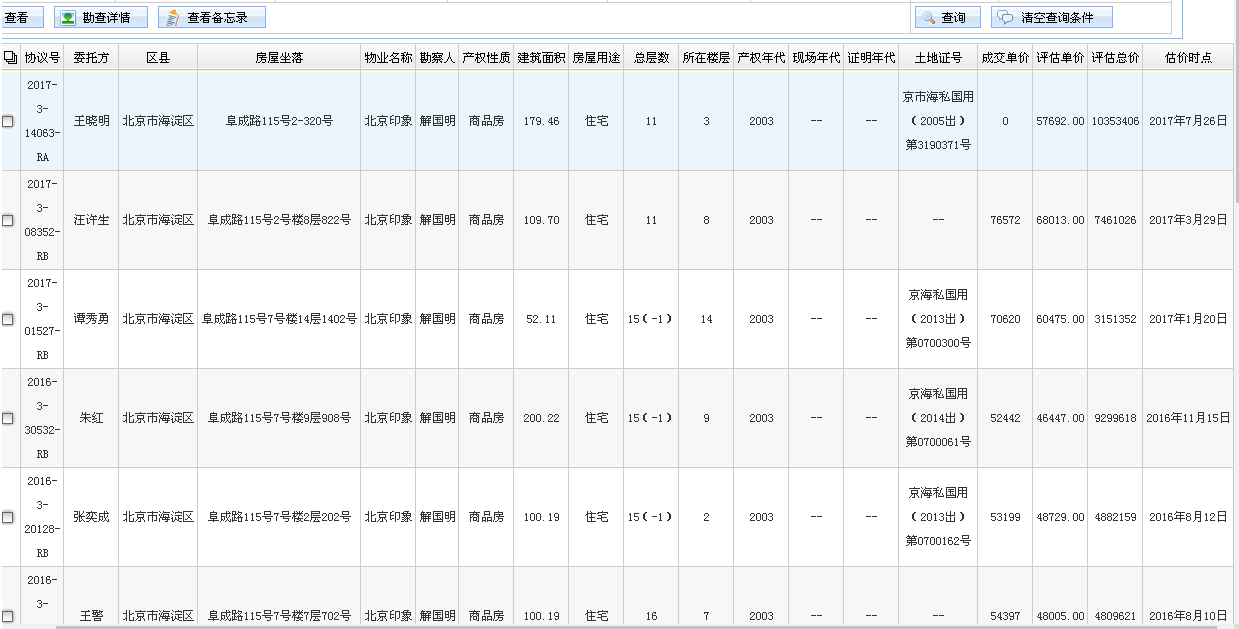 查看 勘查详情 查看备忘录 查询 清空查询条件
协议号 委托方 区县 房屋坐落 物业名称 勘察人 产权性质 建筑面积 房屋用途 总层数 所在楼层 产权年代 现场年代 证明年代 土地证号 成交单价 评估单价 评估总价 估价时点
2017-
3-
14063-
RA
王晓明 北京市海淀区 阜成路115号2-320号 北京印象 解国明 商品房 179.46 住宅 11 3 2003 -- --
京市海私国用
（2005出）
第3190371号
0 57692.00 10353406 2017年7月26日
2017-
3-
08352-
RB
汪许生 北京市海淀区 阜成路115号2号楼8层822号 北京印象 解国明 商品房 109.70 住宅 11 8 2003 -- -- -- 76572 68013.00 7461026 2017年3月29日
2017-
3-
01527-
RB
谭秀勇 北京市海淀区 阜成路115号7号楼14层1402号 北京印象 解国明 商品房 52.11 住宅 15(-1) 14 2003 -- --
京海私国用
（2013出）
第0700300号
70620 60475.00 3151352 2017年1月20日
2016-
3-
30532-
RB
朱红 北京市海淀区 阜成路115号7号楼9层908号 北京印象 解国明 商品房 200.22 住宅 15(-1) 9 2003 -- --
京海私国用
（2014出）
第0700061号
52442 46447.00 9299618 2016年11月15日
2016-
3-
20128-
RB
张奕成 北京市海淀区 阜成路115号7号楼2层202号 北京印象 解国明 商品房 100.19 住宅 15(-1) 2 2003 -- --
京海私国用
（2013出）
第0700162号
53199 48729.00 4882159 2016年8月12日
2016-
3-
王警 北京市海淀区 阜成路115号7号楼7层702号 北京印象 解国明 商品房 100.19 住宅 16 7 2003 -- -- -- 54397 48005.00 4809621 2016年8月10日